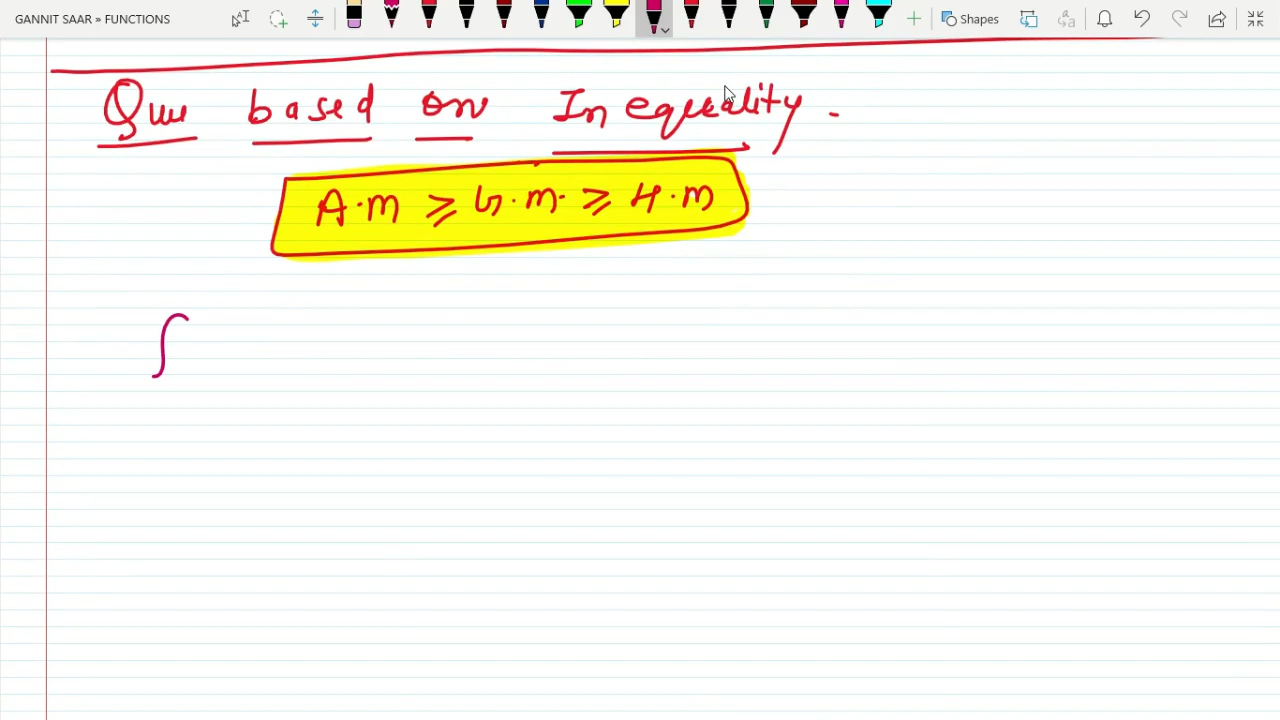 GANNIT SAAR » FUNCTIONS
Shapes
Que based on Inequality.
A.M ⩾ G.M. ⩾ H.M